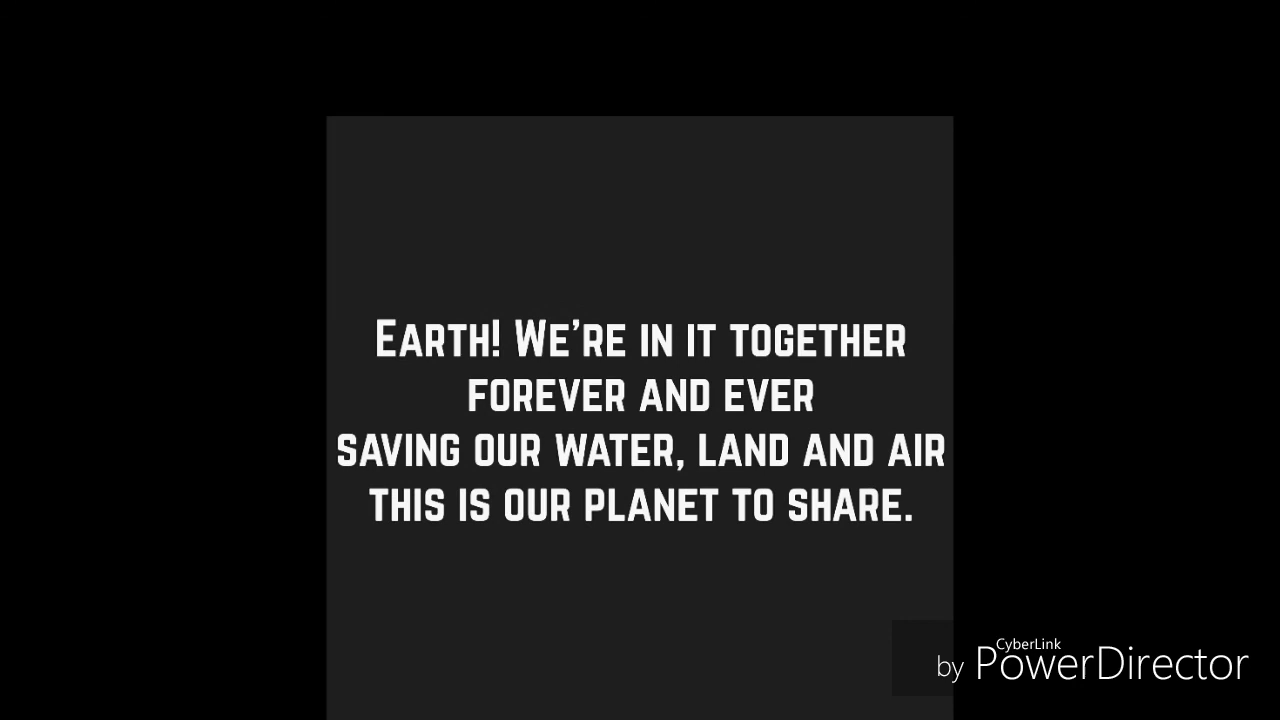 Earth! We're in it together
forever and ever
saving our water, land and air
this is our planet to share.
CyberLink
by PowerDirector